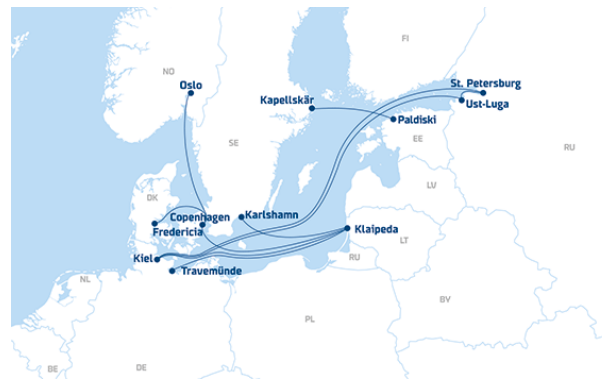 FI
NO
Oslo
St. Petersburg
Kapellskär
Ust-Luga
Paldiski
SE
EE
RU
LV
DK
Copenhagen
Karlshamn
Fredericia
Klaipeda
LT
Kiel
RU
Travemünde
NL
BY
PL
BE
DE